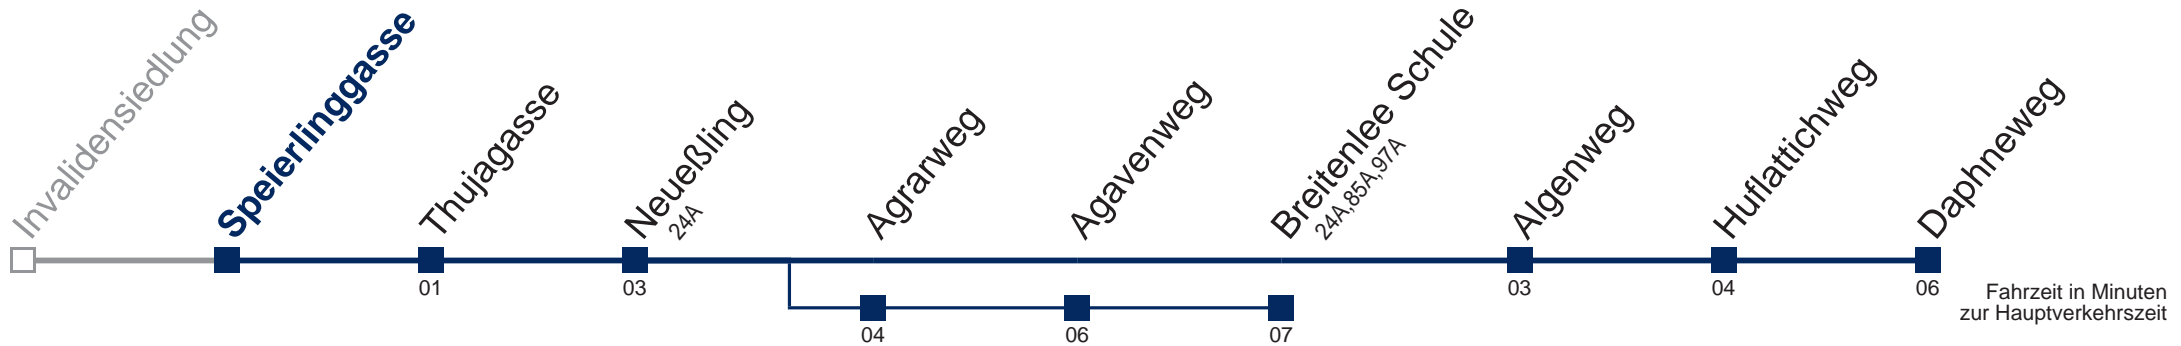 Invalidensiedlung
Speierlinggasse
Thujagasse
Neueßling
24A
Agrarweg
Agavenweg
Breitenlee Schule
24A,85A,97A
Algenweg
Huflattichweg
Daphneweg
01
03
03
04
06
Fahrzeit in Minuten
zur Hauptverkehrszeit
04
06
07